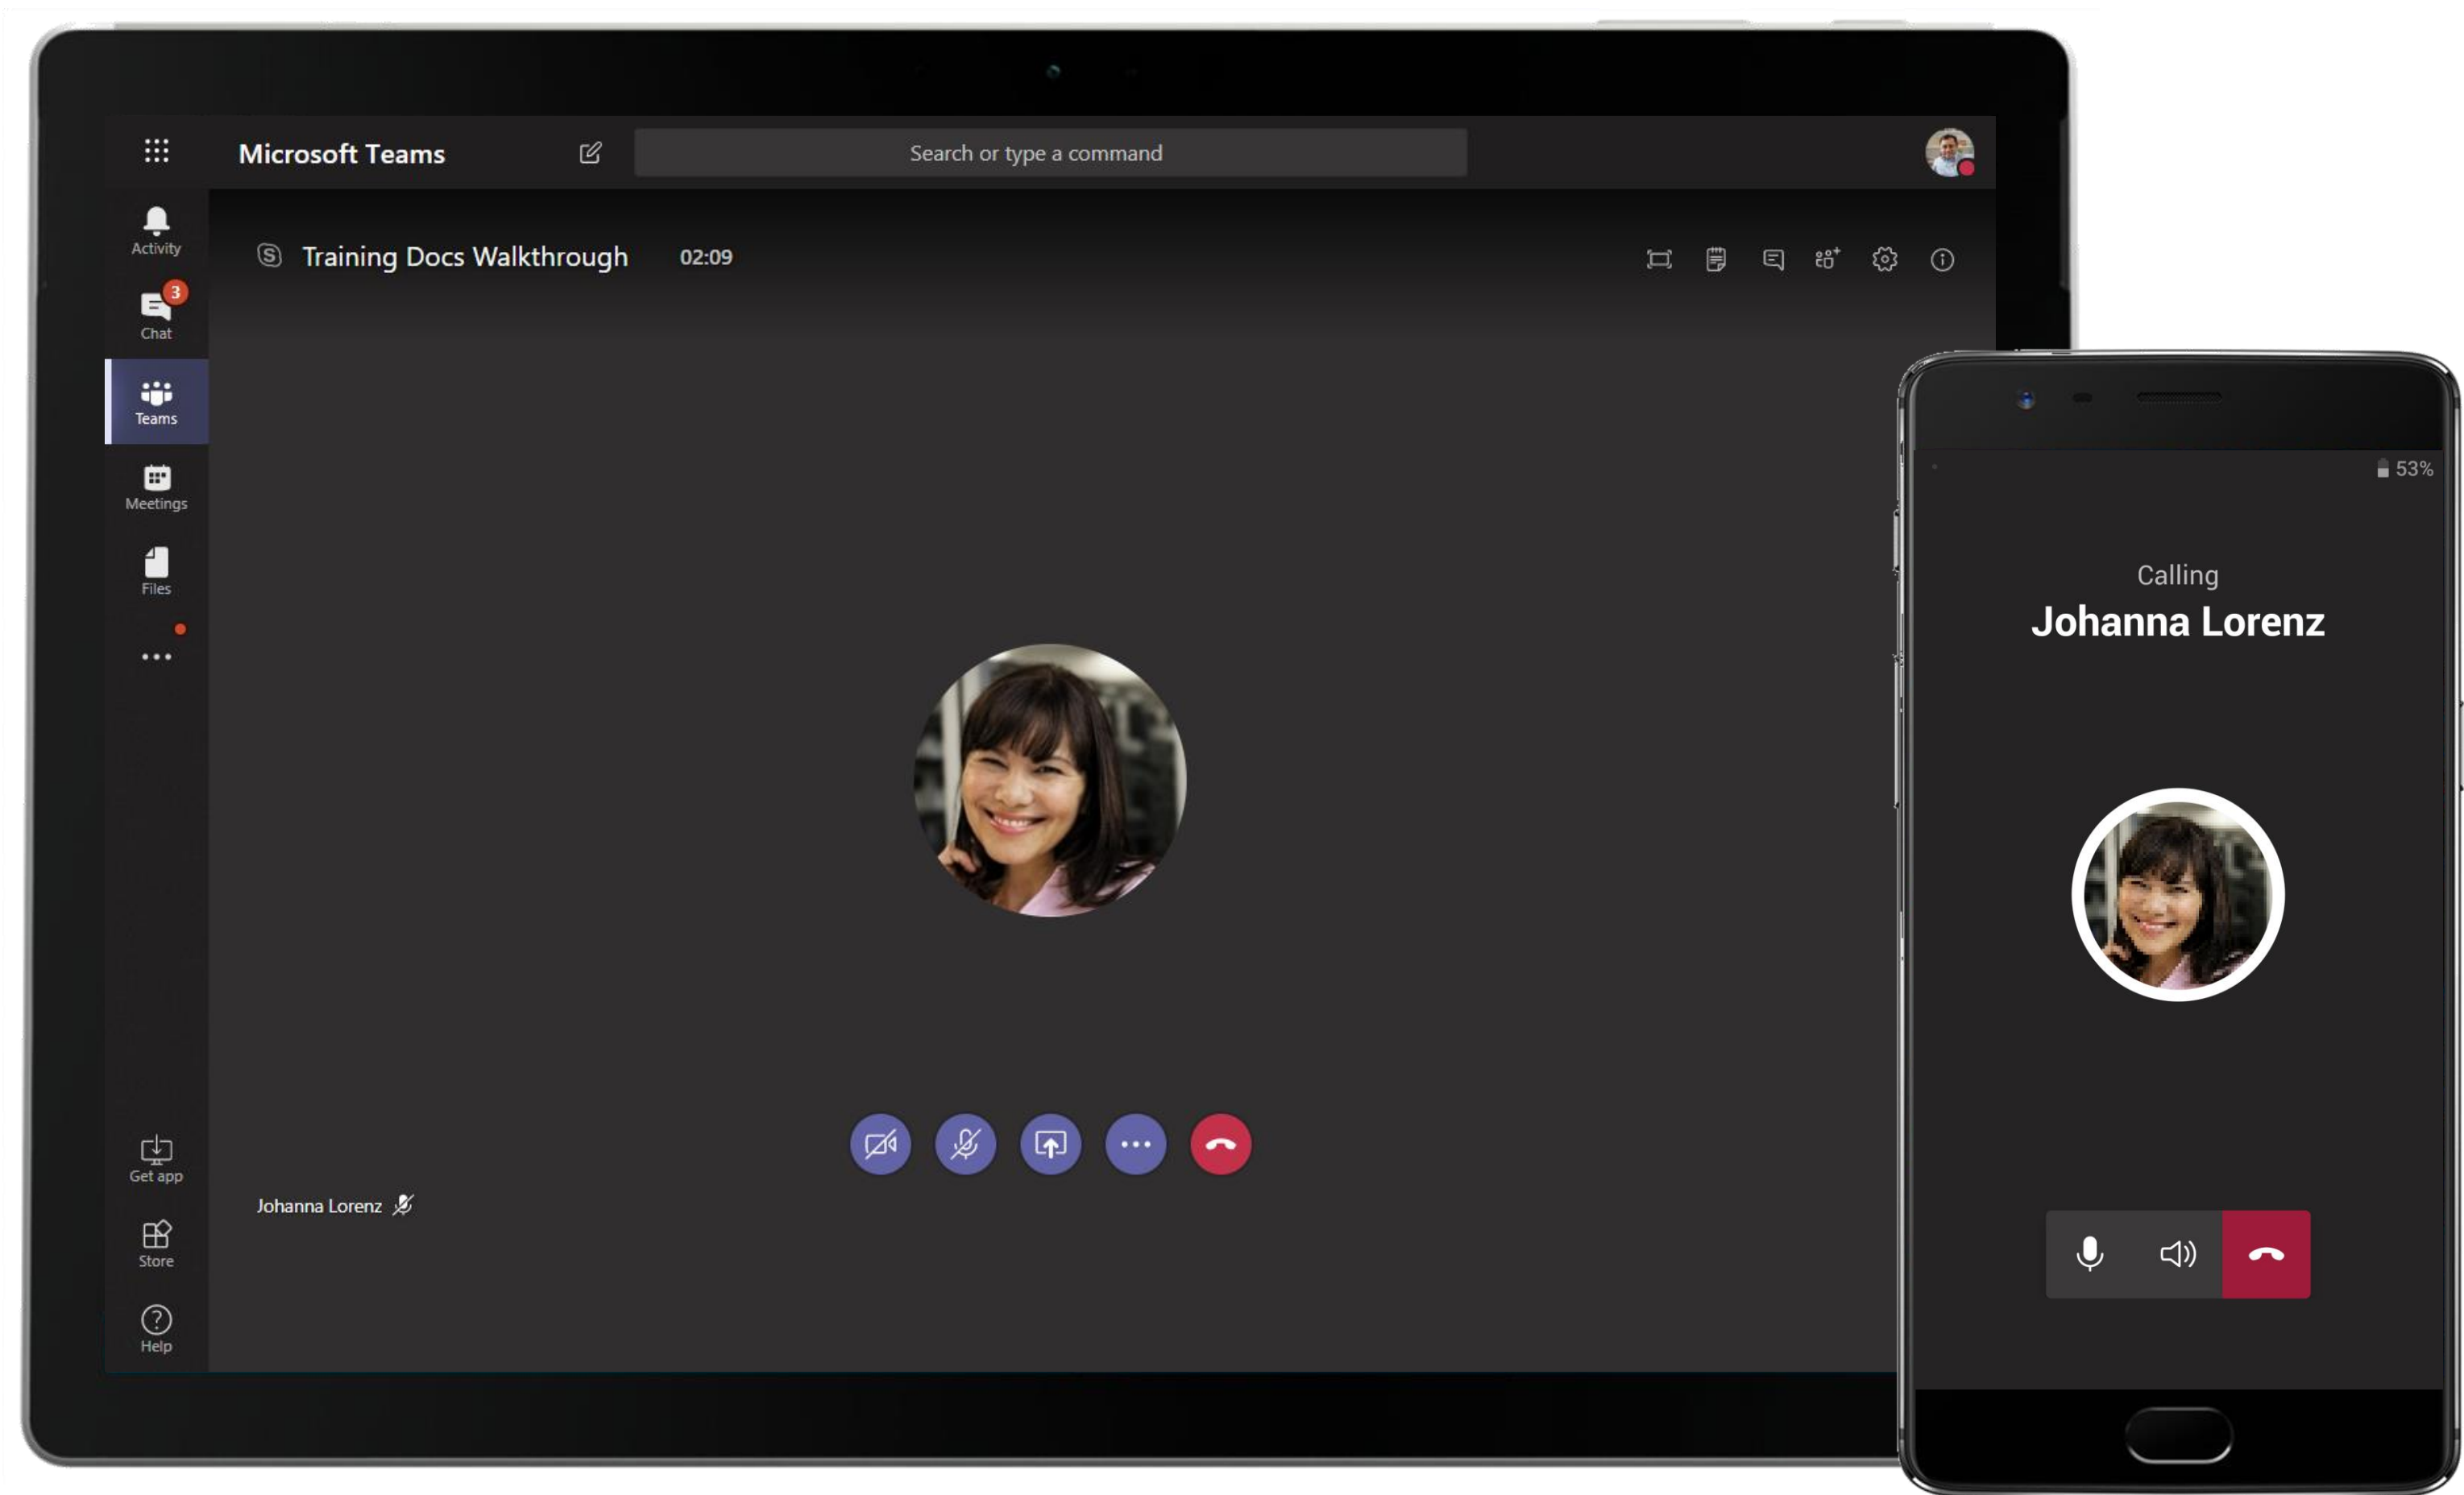 Microsoft Teams
Search or type a command
Activity
Training Docs Walkthrough 02:09
3
Chat
Teams
Meetings
Files
Get app
Johanna Lorenz
Store
Help
53%
Calling
Johanna Lorenz